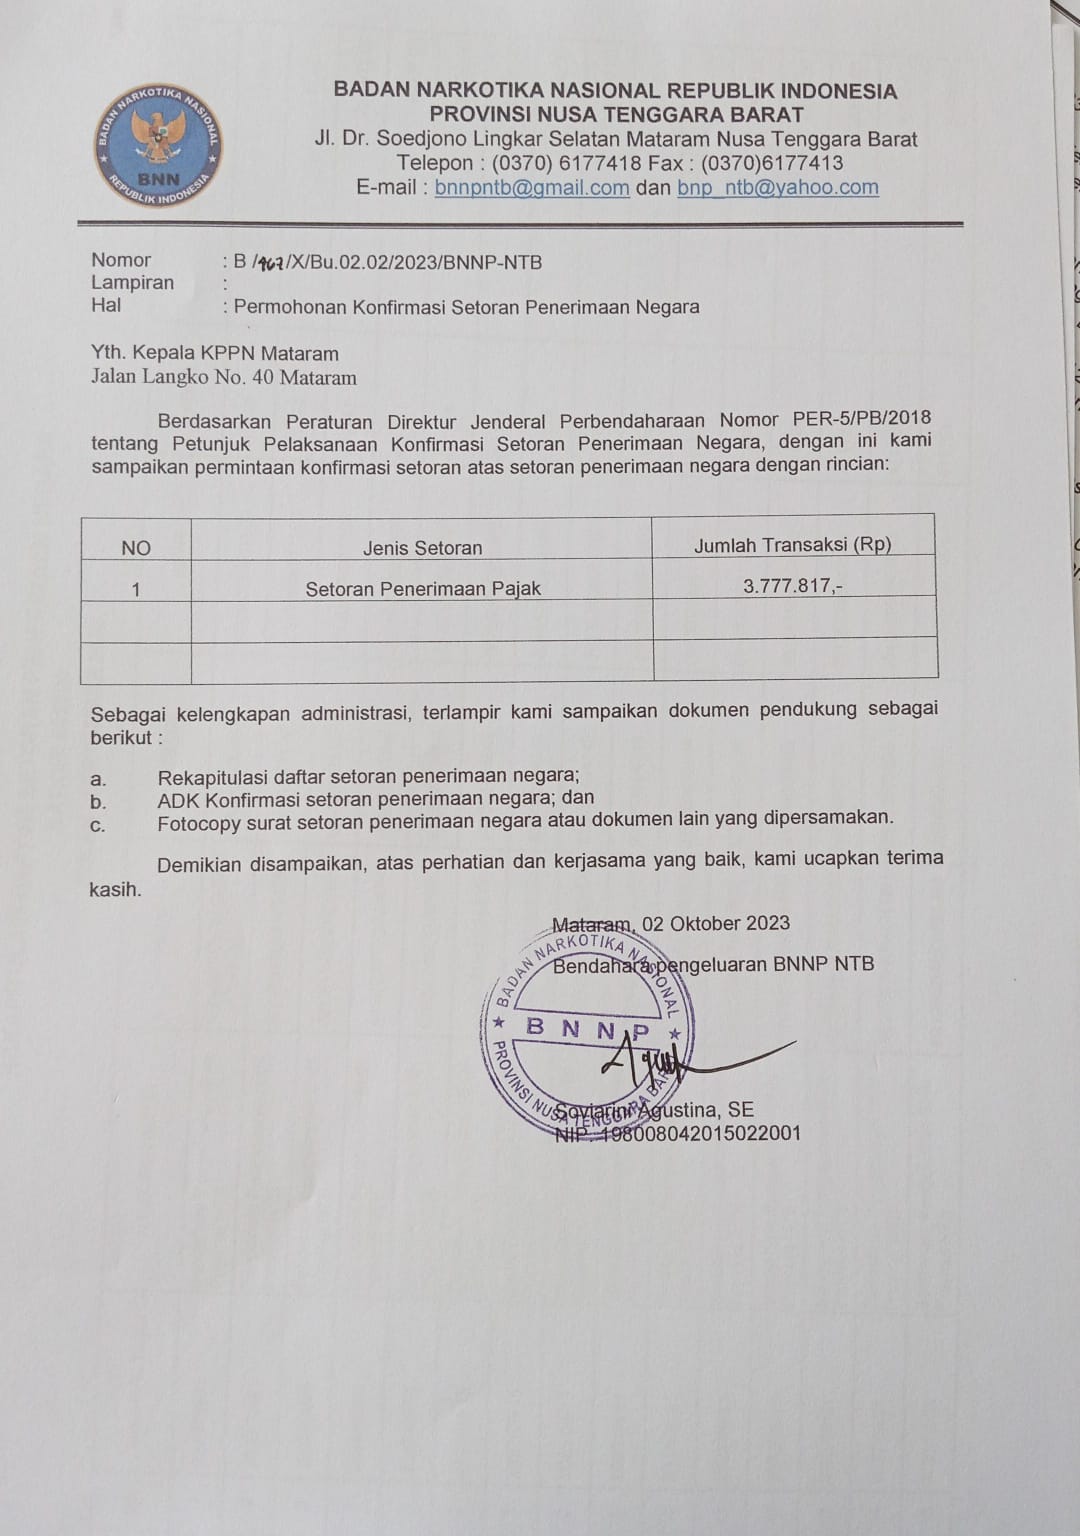 BADAN NARKOTIKA NASIONAL
BNN
REPUBLIK INDONESIA
BADAN NARKOTIKA NASIONAL REPUBLIK INDONESIA
PROVINSI NUSA TENGGARA BARAT
Jl. Dr. Soedjono Lingkar Selatan Mataram Nusa Tenggara Barat
Telepon : (0370) 6177418 Fax : (0370)6177413
E-mail : bnnpntb@gmail.com dan bnp_ntb@yahoo.com
Nomor : B /967/X/Bu.02.02/2023/BNNP-NTB
Lampiran :
Hal : Permohonan Konfirmasi Setoran Penerimaan Negara
Yth. Kepala KPPN Mataram
Jalan Langko No. 40 Mataram
Berdasarkan Peraturan Direktur Jenderal Perbendaharaan Nomor PER-5/PB/2018
tentang Petunjuk Pelaksanaan Konfirmasi Setoran Penerimaan Negara, dengan ini kami
sampaikan permintaan konfirmasi setoran atas setoran penerimaan negara dengan rincian:
NO Jenis Setoran Jumlah Transaksi (Rp)
1 Setoran Penerimaan Pajak 3.777.817,-
Sebagai kelengkapan administrasi, terlampir kami sampaikan dokumen pendukung sebagai
berikut :
a. Rekapitulasi daftar setoran penerimaan negara;
b. ADK Konfirmasi setoran penerimaan negara; dan
c. Fotocopy surat setoran penerimaan negara atau dokumen lain yang dipersamakan.
Demikian disampaikan, atas perhatian dan kerjasama yang baik, kami ucapkan terima
kasih.
Mataram, 02 Oktober 2023
Bendahara pengeluaran BNNP NTB
BADAN NARKOTIKA NASIONAL
BNNP
PROVINSI NUSA TENGGARA BARAT
Soviarini Agustina, SE
NIP. 198008042015022001